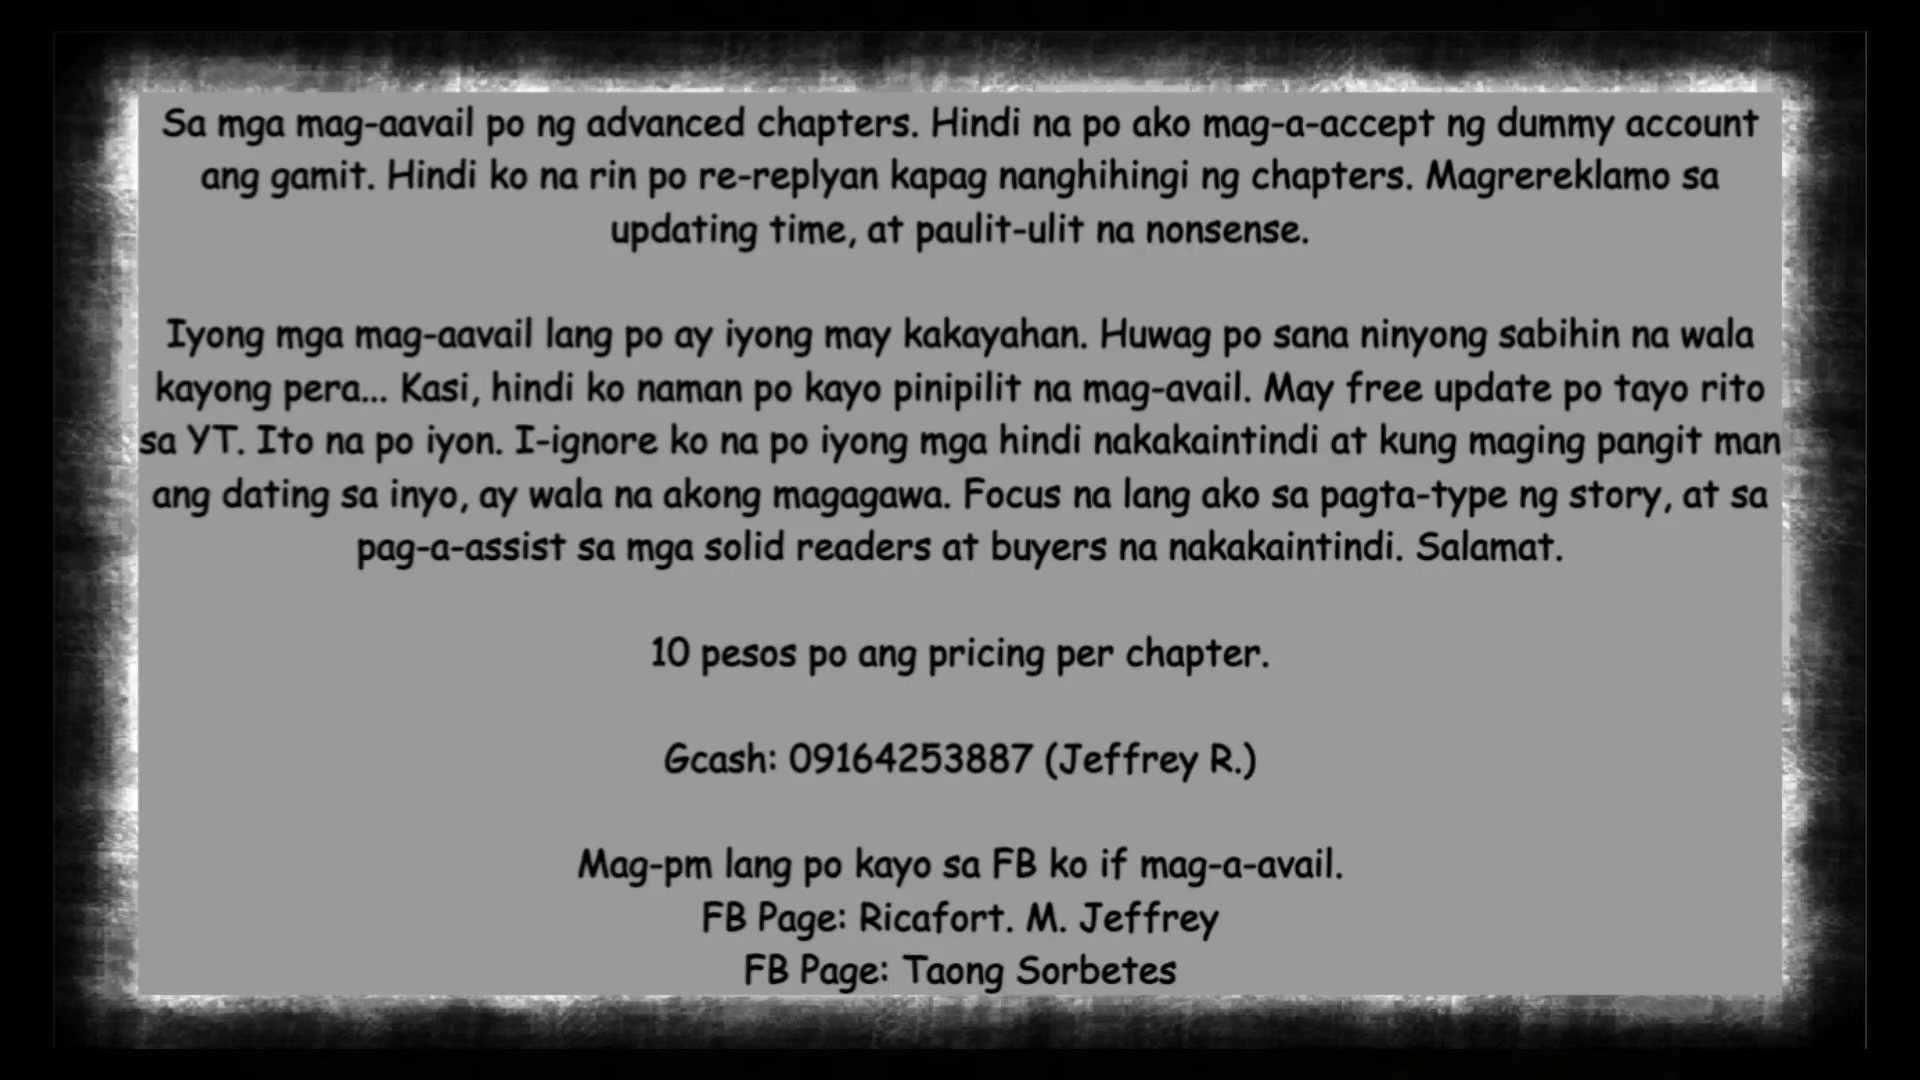 Sa mga mag-aavail po ng advanced chapters. Hindi na po ako mag-a-accept ng dummy account
ang gamit. Hindi ko na rin po re-replyan kapag nanghihingi ng chapters. Magrereklamo sa
updating time, at paulit-ulit na nonsense.
Iyong mga mag-aavail lang po ay iyong may kakayahan. Huwag po sana ninyong sabihin na wala
kayong pera... Kasi, hindi ko naman po kayo pinipilit na mag-avail. May free update po tayo rito
sa YT. Ito na po iyon. I-ignore ko na po iyong mga hindi nakakaintindi at kung maging pangit man
ang dating sa inyo, ay wala na akong magagawa. Focus na lang ako sa pagta-type ng story, at sa
pag-a-assist sa mga solid readers at buyers na nakakaintindi. Salamat.
10 pesos po ang pricing per chapter.
Gcash: 09164253887 (Jeffrey R.)
Mag-pm lang po kayo sa FB ko if mag-a-avail.
FB Page: Ricafort. M. Jeffrey
FB Page: Taong Sorbetes